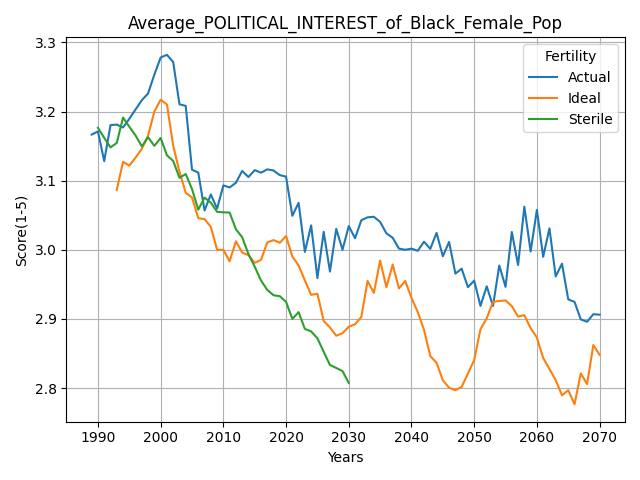 Average_POLITICAL_INTEREST_of_Black_Female_Pop
Fertility
Actual
Ideal
Sterile
Score(1-5)
3.3
3.2
3.1
3.0
2.9
2.8
1990 2000 2010 2020 2030 2040 2050 2060 2070
Years